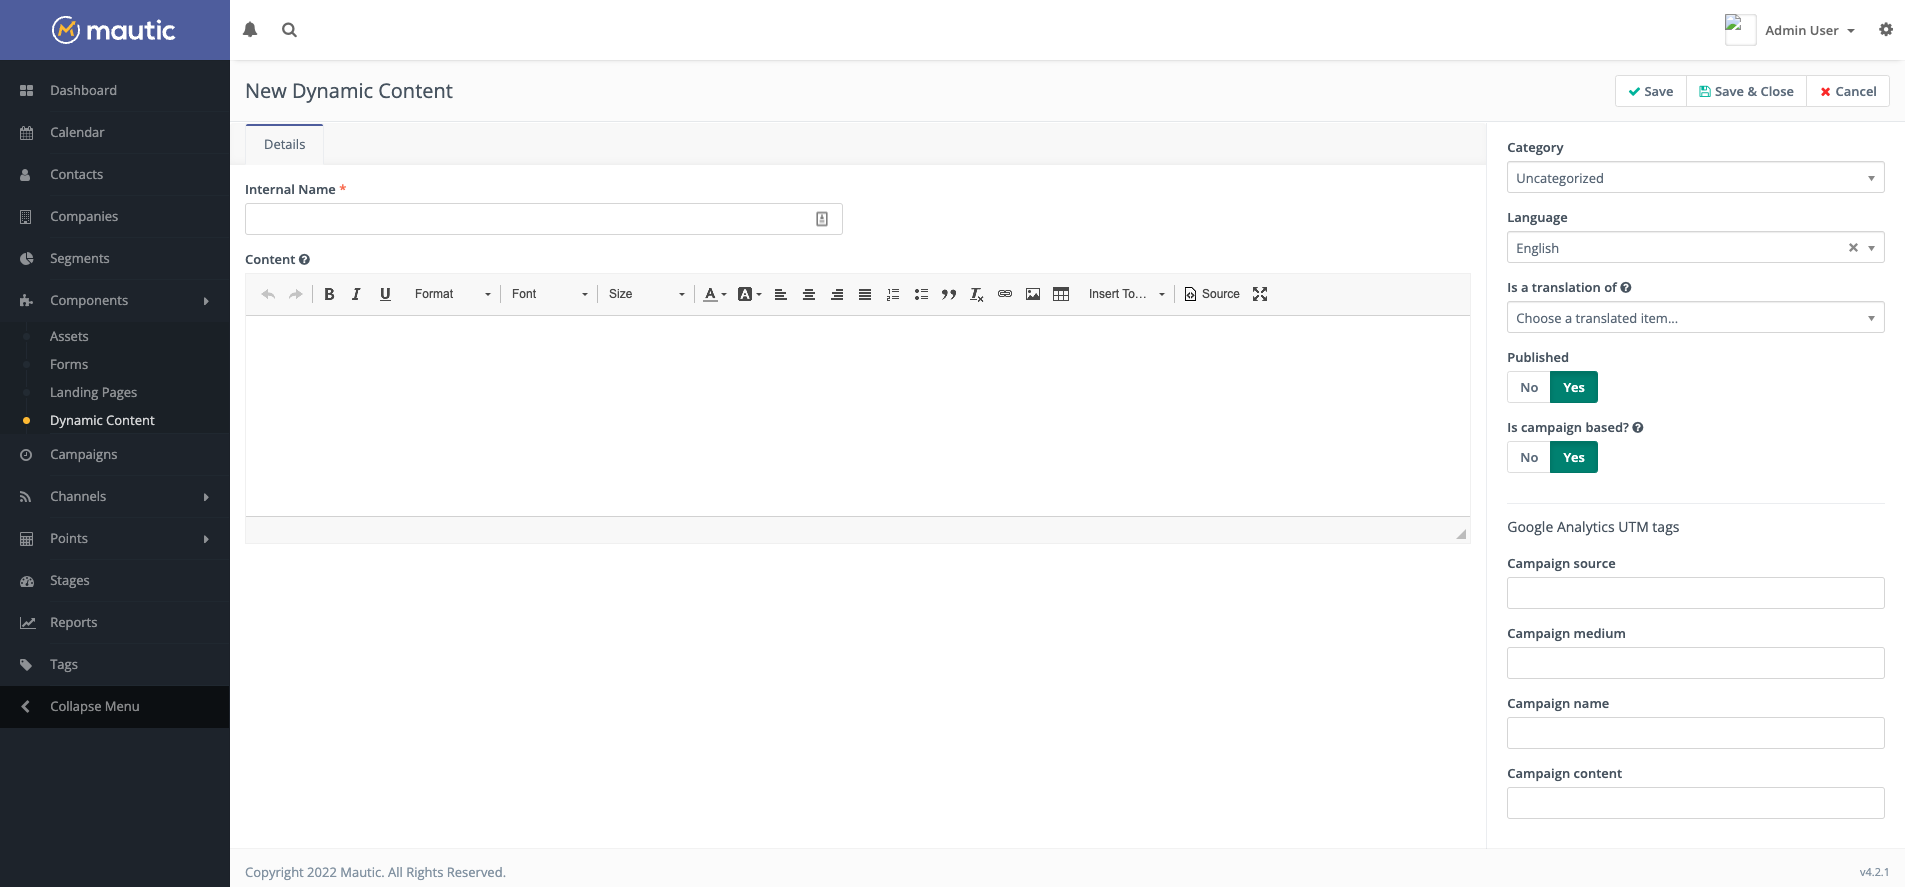 mautic
Admin User
Dashboard
Calendar
Contacts
Companies
Segments
Components
Assets
Forms
Landing Pages
Dynamic Content
Campaigns
Channels
Points
Stages
Reports
Tags
Collapse Menu
New Dynamic Content
Save
Save & Close
Cancel
Details
Internal Name *
Content
B I U Format Font Size A A Insert To... Source
Category
Uncategorized
Language
English
Is a translation of
Choose a translated item...
Published
No Yes
Is campaign based?
No Yes
Google Analytics UTM tags
Campaign source
Campaign medium
Campaign name
Campaign content
Copyright 2022 Mautic. All Rights Reserved.
v4.2.1